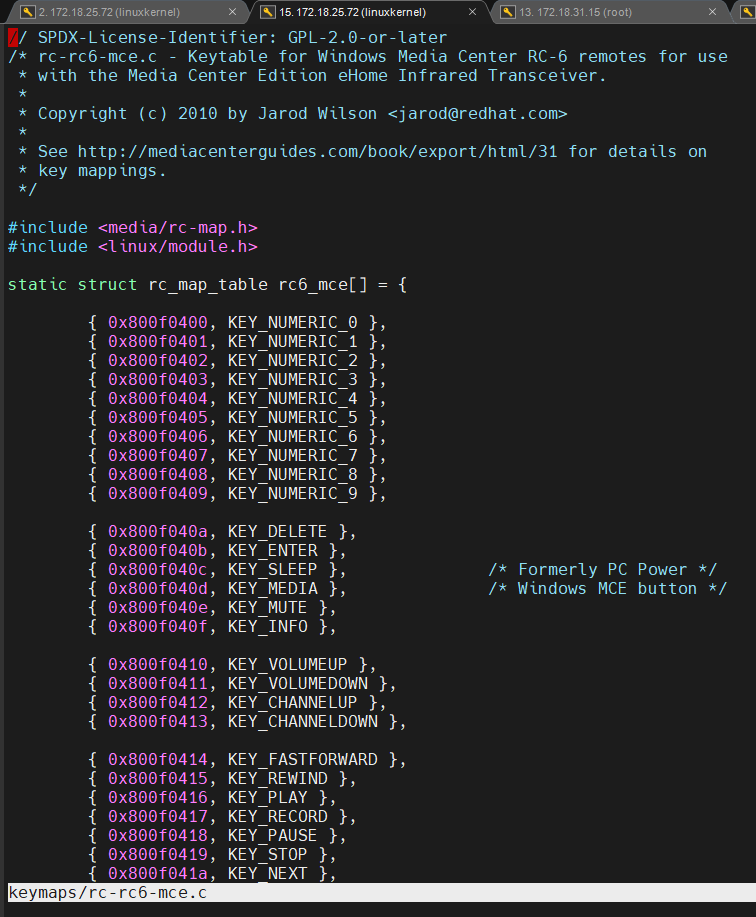 2. 172.18.25.72 (linuxkernel)
15. 172.18.25.72 (linuxkernel)
13. 172.18.31.15 (root)
// SPDX-License-Identifier: GPL-2.0-or-later
/* rc-rc6-mce.c - Keytable for Windows Media Center RC-6 remotes for use
 * with the Media Center Edition eHome Infrared Transceiver.
 *
 * Copyright (c) 2010 by Jarod Wilson <jarod@redhat.com>
 *
 * See http://mediacenterguides.com/book/export/html/31 for details on
 * key mappings.
 */
#include <media/rc-map.h>
#include <linux/module.h>
static struct rc_map_table rc6_mce[] = {
{ 0x800f0400, KEY_NUMERIC_0 },
{ 0x800f0401, KEY_NUMERIC_1 },
{ 0x800f0402, KEY_NUMERIC_2 },
{ 0x800f0403, KEY_NUMERIC_3 },
{ 0x800f0404, KEY_NUMERIC_4 },
{ 0x800f0405, KEY_NUMERIC_5 },
{ 0x800f0406, KEY_NUMERIC_6 },
{ 0x800f0407, KEY_NUMERIC_7 },
{ 0x800f0408, KEY_NUMERIC_8 },
{ 0x800f0409, KEY_NUMERIC_9 },
{ 0x800f040a, KEY_DELETE },
{ 0x800f040b, KEY_ENTER },
{ 0x800f040c, KEY_SLEEP }, /* Formerly PC Power */
{ 0x800f040d, KEY_MEDIA }, /* Windows MCE button */
{ 0x800f040e, KEY_MUTE },
{ 0x800f040f, KEY_INFO },
{ 0x800f0410, KEY_VOLUMEUP },
{ 0x800f0411, KEY_VOLUMEDOWN },
{ 0x800f0412, KEY_CHANNELUP },
{ 0x800f0413, KEY_CHANNELDOWN },
{ 0x800f0414, KEY_FASTFORWARD },
{ 0x800f0415, KEY_REWIND },
{ 0x800f0416, KEY_PLAY },
{ 0x800f0417, KEY_RECORD },
{ 0x800f0418, KEY_PAUSE },
{ 0x800f0419, KEY_STOP },
{ 0x800f041a, KEY_NEXT },
keymaps/rc-rc6-mce.c